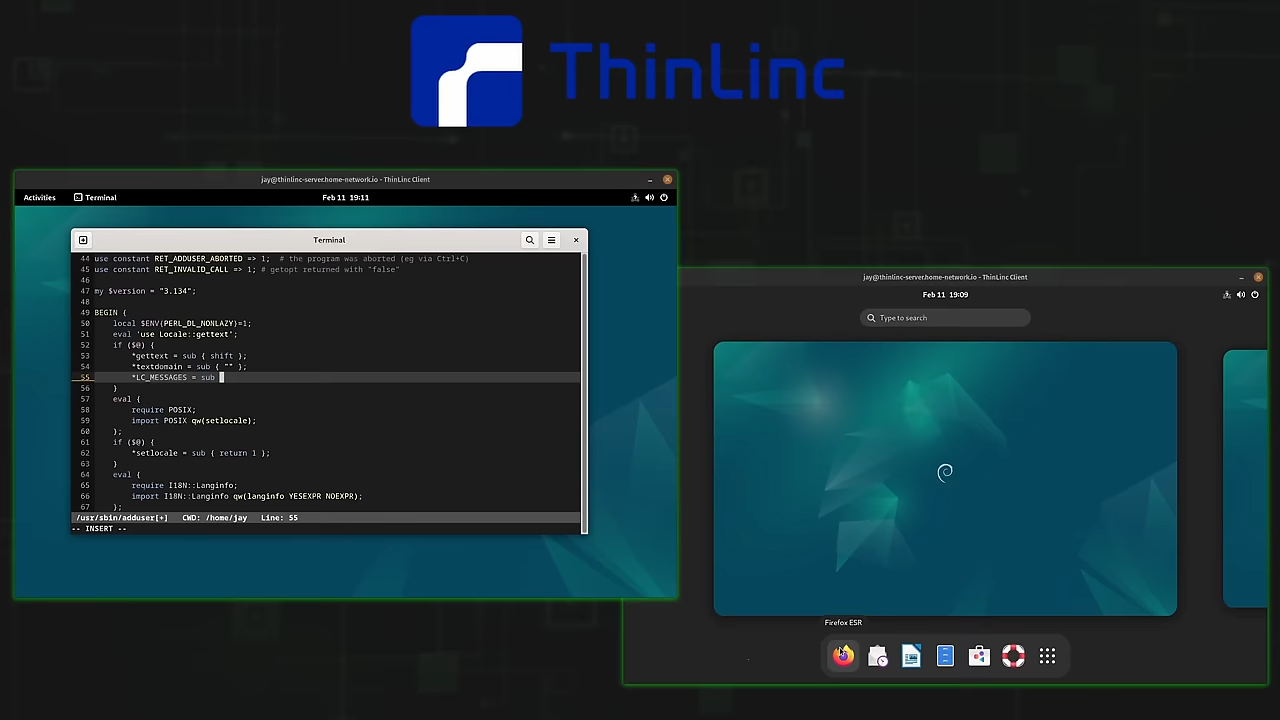 ThinLinc
jay@thinlinc-server.home-network.io - ThinLinc Client
Activities Terminal Feb 11 19:11
Terminal
44 use constant RET_ADDUSER_ABORTED => 1;  # the program was aborted (eg via Ctrl+C)
45 use constant RET_INVALID_CALL => 1; # getopt returned with "false"
46
47 my $version = "3.134";
48
49 BEGIN {
50     local $ENV{PERL_DL_NONLAZY}=1;
51     eval 'use Locale::gettext';
52     if ($@) {
53         *gettext = sub { shift };
54         *textdomain = sub { "" };
55         *LC_MESSAGES = sub
56     }
57     eval {
58         require POSIX;
59         import POSIX qw(setlocale);
60     };
61     if ($@) {
62         *setlocale = sub { return 1 };
63     }
64     eval {
65         require I18N::Langinfo;
66         import I18N::Langinfo qw(langinfo YESEXPR NOEXPR);
67     };
/usr/sbin/adduser[+]   CWD: /home/jay   Line: 55
-- INSERT --
jay@thinlinc-server.home-network.io - ThinLinc Client
Feb 11 19:09
Type to search
Firefox ESR